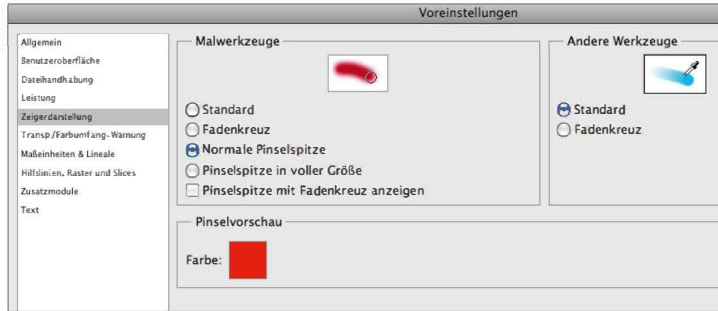 Voreinstellungen
Allgemein
Benutzeroberfläche
Dateihandhabung
Leistung
Zeigerdarstellung
Transp./Farbumfang-Warnung
Maßeinheiten & Lineale
Hilfslinien, Raster und Slices
Zusatzmodule
Text
Malwerkzeuge
Standard
Fadenkreuz
Normale Pinselspitze
Pinselspitze in voller Größe
Pinselspitze mit Fadenkreuz anzeigen
Andere Werkzeuge
Standard
Fadenkreuz
Pinselvorschau
Farbe: